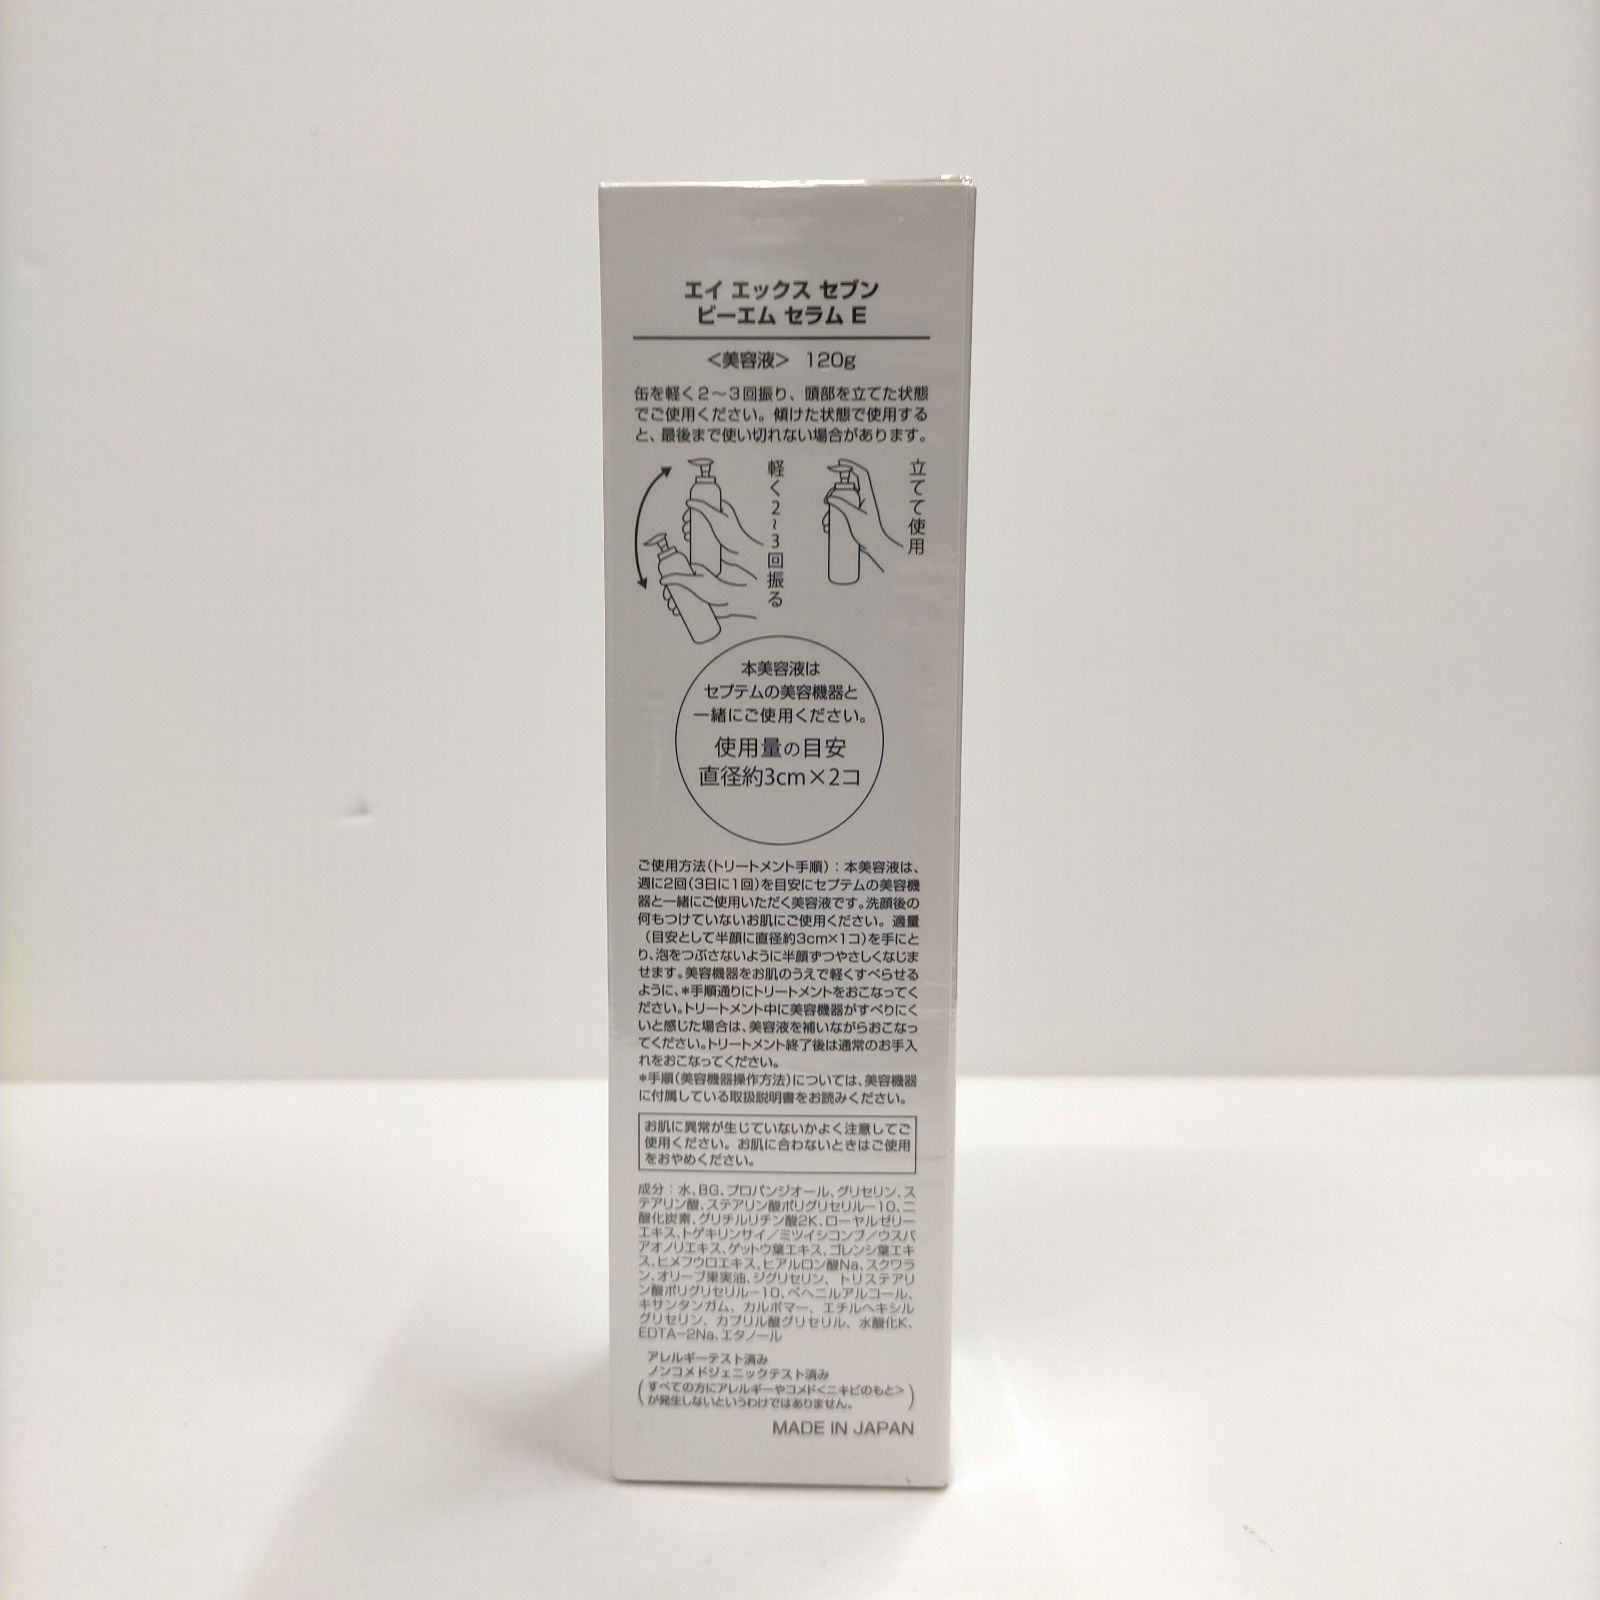 エイ エックス セブン
ビーエム セラム E
＜美容液＞ 120g
缶を軽く2～3回振り、頭部を立てた状態
でご使用ください。傾けた状態で使用する
と、最後まで使い切れない場合があります。
軽く2～3回振る
立てて使用
本美容液は
セプテムの美容機器と
一緒にご使用ください。
使用量の目安
直径約3cm×2コ
ご使用方法（トリートメント手順）：本美容液は、
週に2回（3日に1回）を目安にセプテムの美容機
器と一緒にご使用いただく美容液です。洗顔後の
何もつけていないお肌にご使用ください。適量
（目安として半顔に直径約3cm×1コ）を手にと
り、泡をつぶさないように半顔ずつやさしくなじま
せます。美容機器をお肌のうえで軽くすべらせる
ように、＊手順通りにトリートメントをおこなってく
ださい。トリートメント中に美容機器がすべりにく
いと感じた場合は、美容液を補いながらおこなっ
てください。トリートメント終了後は通常のお手入
れをおこなってください。
＊手順（美容機器操作方法）については、美容機器
に付属している取扱説明書をお読みください。
お肌に異常が生じていないかよく注意してご
使用ください。お肌に合わないときはご使用
をおやめください。
成分：水、BG、プロパンジオール、グリセリン、ス
テアリン酸、ステアリン酸ポリグリセリル－10、二
酸化炭素、グリチルリチン酸2K、ローヤルゼリー
エキス、トゲキリンサイ／ミツイシコンブ／ウスバ
アオノリエキス、ゲットウ葉エキス、ゴレンシ葉エキ
ス、ヒメフウロエキス、ヒアルロン酸Na、スクワラ
ン、オリーブ果実油、ジグリセリン、トリステアリ
ン酸ポリグリセリル－10、ベヘニルアルコール、
キサンタンガム、カルボマー、エチルヘキシル
グリセリン、カプリル酸グリセリル、水酸化K、
EDTA－2Na、エタノール
アレルギーテスト済み
ノンコメドジェニックテスト済み
（すべての方にアレルギーやコメド＜ニキビのもと＞
が発生しないというわけではありません。）
MADE IN JAPAN